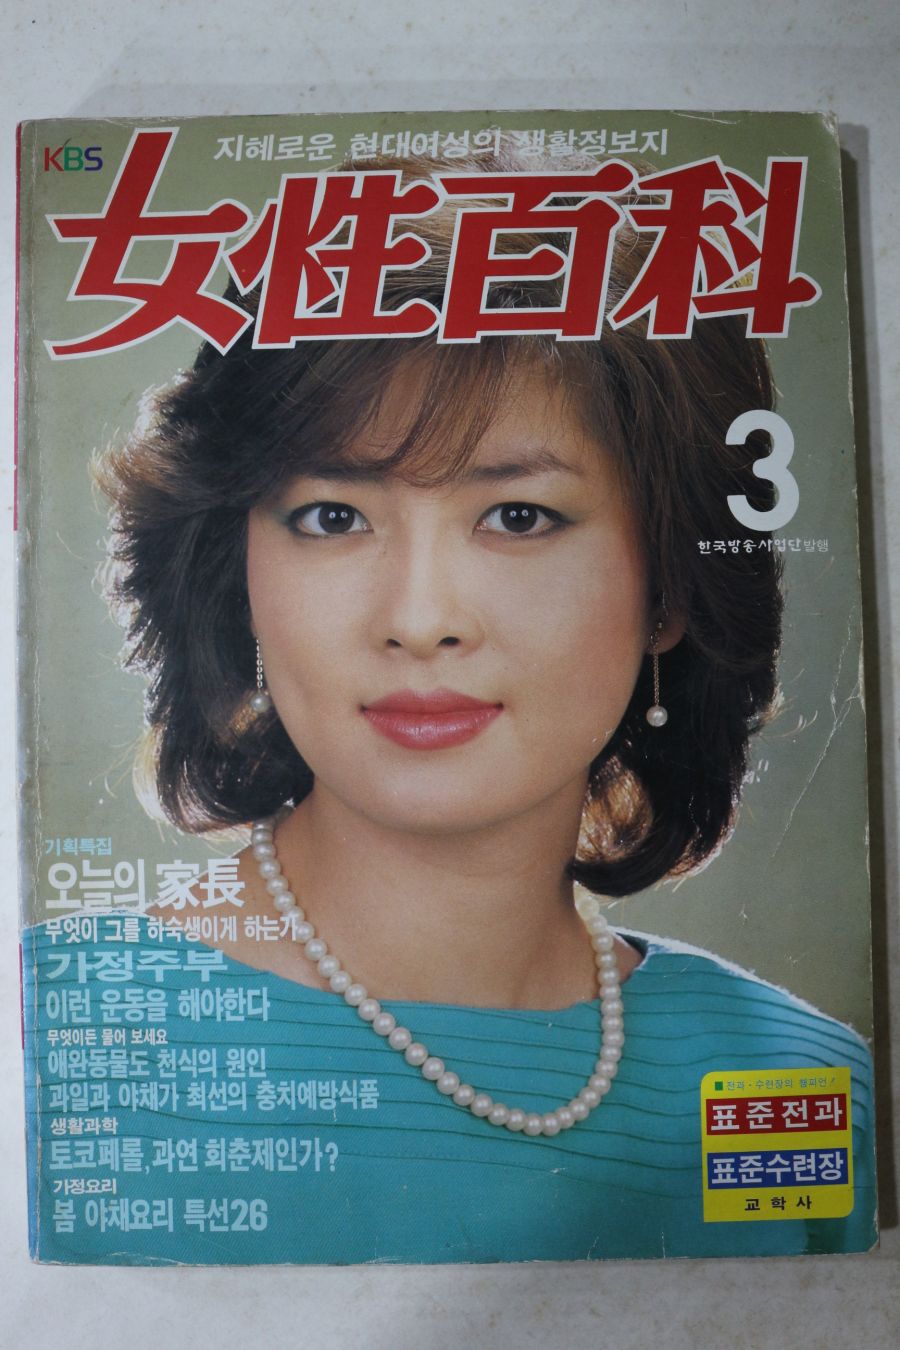 KBS
지혜로운 현대여성의 생활정보지
女性百科
3
한국방송사업단발행
기획특집
오늘의 家長
무엇이 그를 하숙생이게 하는가
가정주부
이런 운동을 해야한다
무엇이든 물어 보세요
애완동물도 천식의 원인
과일과 야채가 최선의 충치예방식품
생활과학
토코페롤, 과연 회춘제인가?
가정요리
봄 야채요리 특선26
■ 전과·수련장의 챔피언!
표준전과
표준수련장
교학사